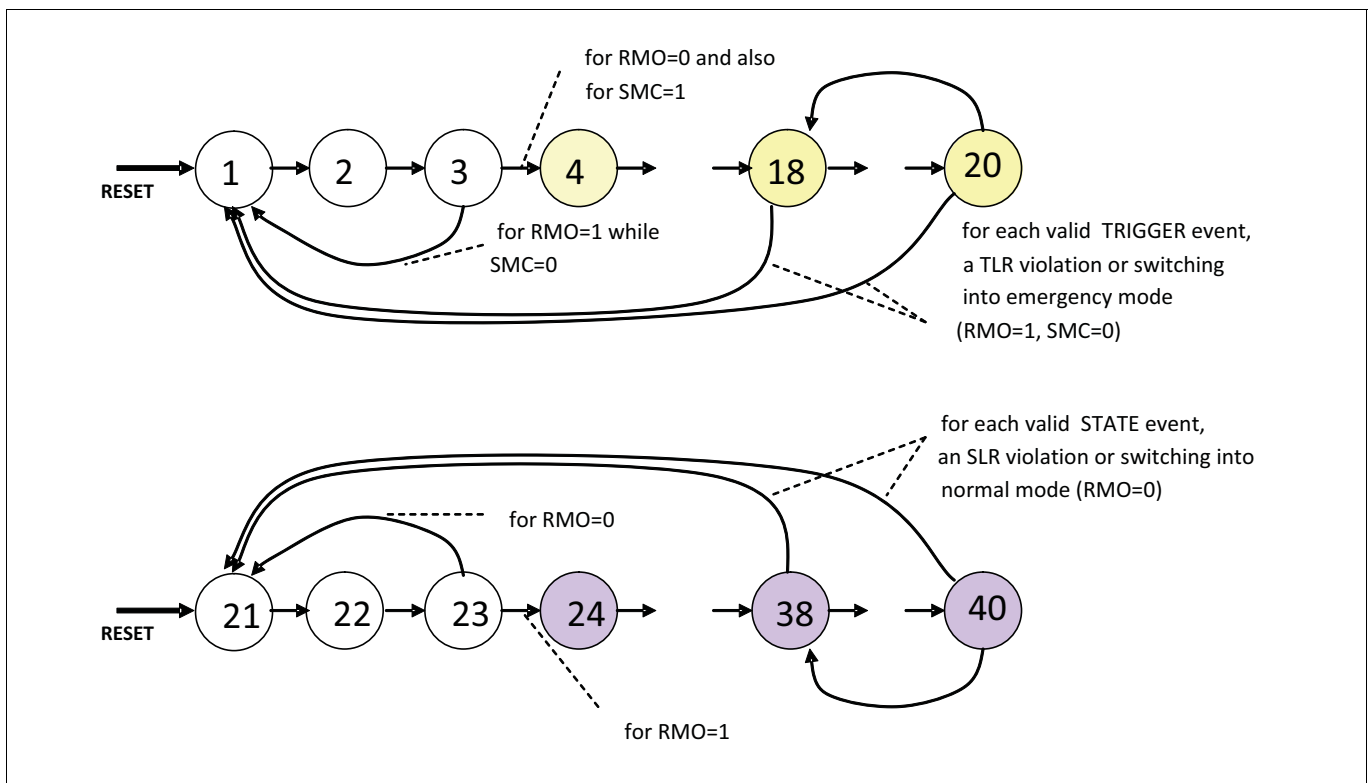 for RMO=0 and also
for SMC=1
RESET
1
2
3
4
18
20
for RMO=1 while
SMC=0
for each valid TRIGGER event,
a TLR violation or switching
into emergency mode
(RMO=1, SMC=0)
for each valid STATE event,
an SLR violation or switching into
normal mode (RMO=0)
for RMO=0
RESET
21
22
23
24
38
40
for RMO=1